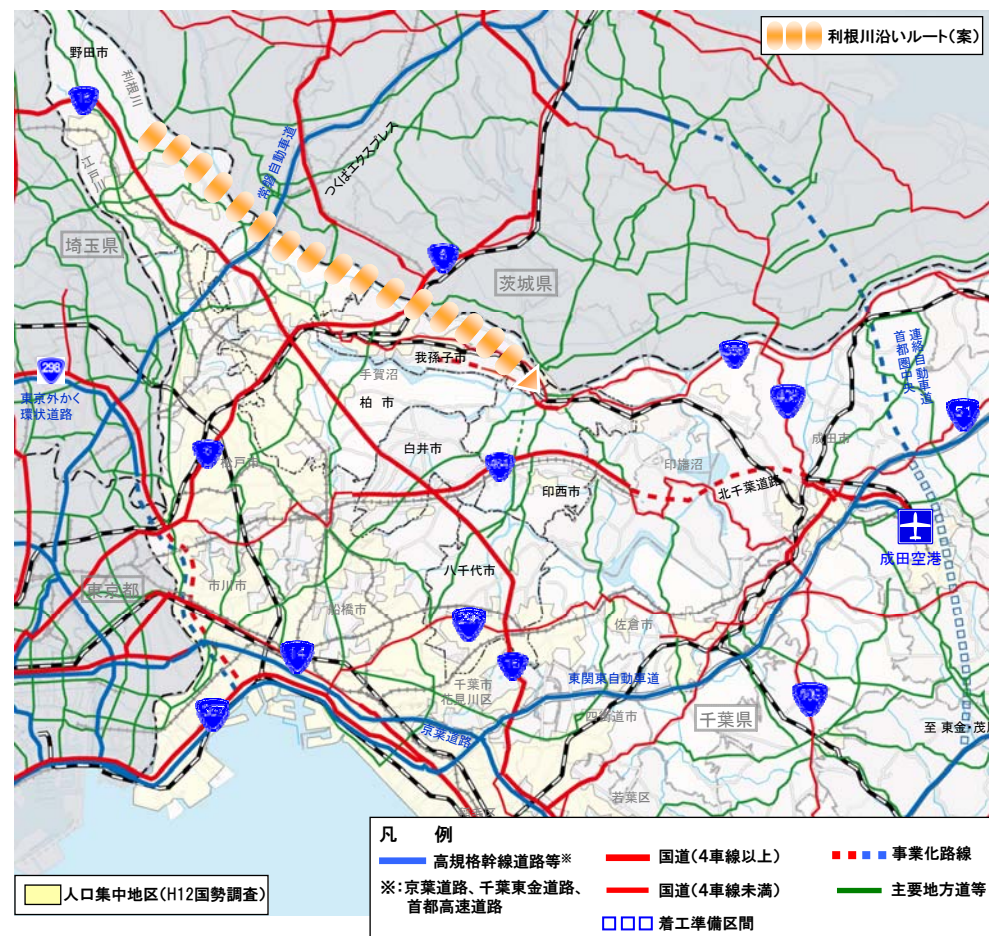 利根川沿いルート(案)
野田市
利根川
16
江戸川
常磐自動車道
つくばエクスプレス
埼玉県
6
茨城県
298
東京外かく
環状道路
我孫子市
手賀沼
柏 市
356
首都圏中央
連絡自動車道
51
成田市
6
松戸市
白井市
464
印西市
印旛沼
北千葉道路
成田空港
東京都
市川市
船橋市
八千代市
佐倉市
14
16
千葉市
花見川区
東関東自動車道
四街道市
千葉県
京葉道路
若葉区
至 東金・茂原
凡 例
高規格幹線道路等※
※:京葉道路、千葉東金道路、
首都高速道路
国道(4車線以上)
国道(4車線未満)
着工準備区間
事業化路線
主要地方道等
人口集中地区(H12国勢調査)